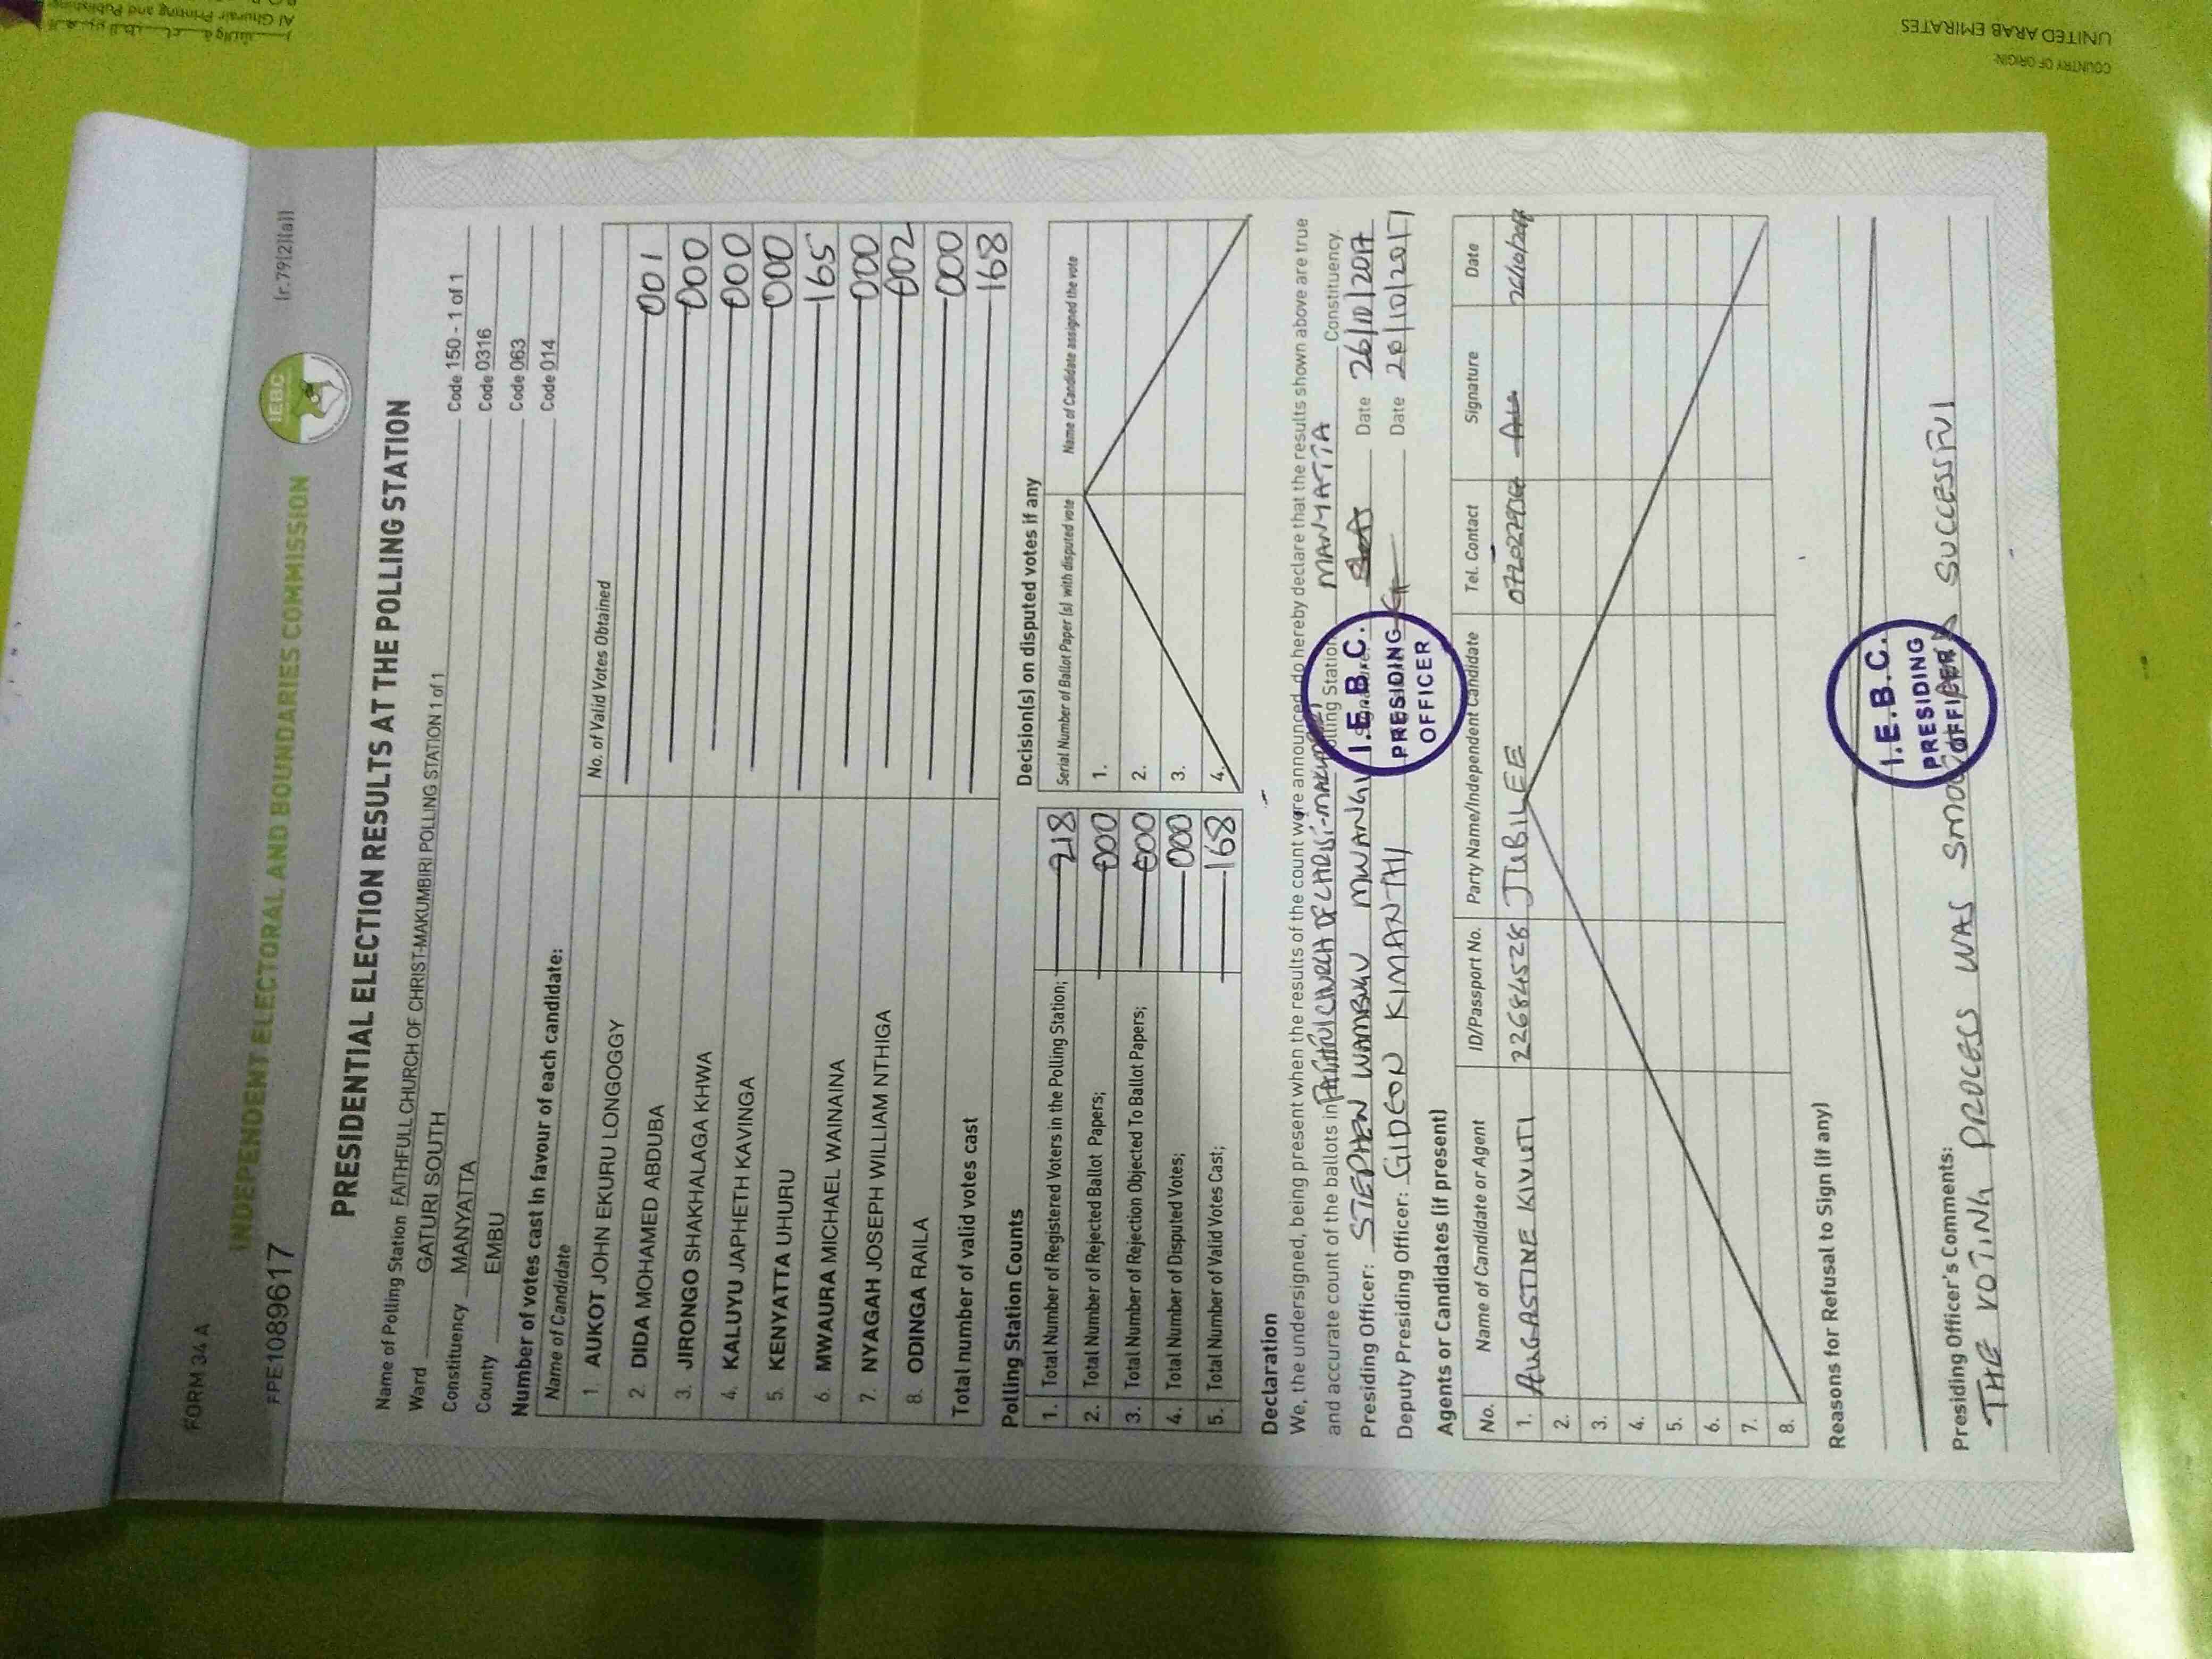 FORM 34 A
INDEPENDENT ELECTORAL AND BOUNDARIES COMMISSION
IEBC
FPE1089617
(r.79(2)(a))
PRESIDENTIAL ELECTION RESULTS AT THE POLLING STATION
Name of Polling Station FAITHFULL CHURCH OF CHRIST-MAKUMBIRI POLLING STATION 1 of 1 Code 150 - 1 of 1
Ward GATURI SOUTH Code 0316
Constituency MANYATTA Code 063
County EMBU Code 014
Number of votes cast in favour of each candidate:
Name of Candidate No. of Valid Votes Obtained
1. AUKOT JOHN EKURU LONGOGGY 001
2. DIDA MOHAMED ABDUBA 000
3. JIRONGO SHAKHALAGA KHWA 000
4. KALUYU JAPHETH KAVINGA 000
5. KENYATTA UHURU 165
6. MWAURA MICHAEL WAINAINA 000
7. NYAGAH JOSEPH WILLIAM NTHIGA 002
8. ODINGA RAILA 000
Total number of valid votes cast 168
Polling Station Counts
1. Total Number of Registered Voters in the Polling Station; 218
2. Total Number of Rejected Ballot Papers; 000
3. Total Number of Rejection Objected To Ballot Papers; 000
4. Total Number of Disputed Votes; 000
5. Total Number of Valid Votes Cast; 168
Decision(s) on disputed votes if any
Serial Number of Ballot Paper (s) with disputed vote Name of Candidate assigned the vote
1.
2.
3.
4.
Declaration
We, the undersigned, being present when the results of the count were announced, do hereby declare that the results shown above are true
and accurate count of the ballots in FAITHFUL CHURCH OF CHRIST-MAKUMBIRI Polling Station MANYATTA Constituency.
Presiding Officer: STEPHEN WAMBUGU MWANGI Signature: Date 26/10/2017
Deputy Presiding Officer: GIDEON KIMANTHI Date 26/10/2017
I.E.B.C.
PRESIDING
OFFICER
Agents or Candidates (if present)
No. Name of Candidate or Agent ID/Passport No. Party Name/Independent Candidate Tel. Contact Signature Date
1. AUGASTINE KIVUTI 22684528 JUBILEE 26/10/2017
2.
3.
4.
5.
6.
7.
8.
Reasons for Refusal to Sign (if any)
I.E.B.C.
PRESIDING
OFFICER
Presiding Officer's Comments:
THE VOTING PROCESS WAS SUCCESSFUL
COUNTRY OF ORIGIN:
UNITED ARAB EMIRATES
Al Ghurair Printing and Publishing